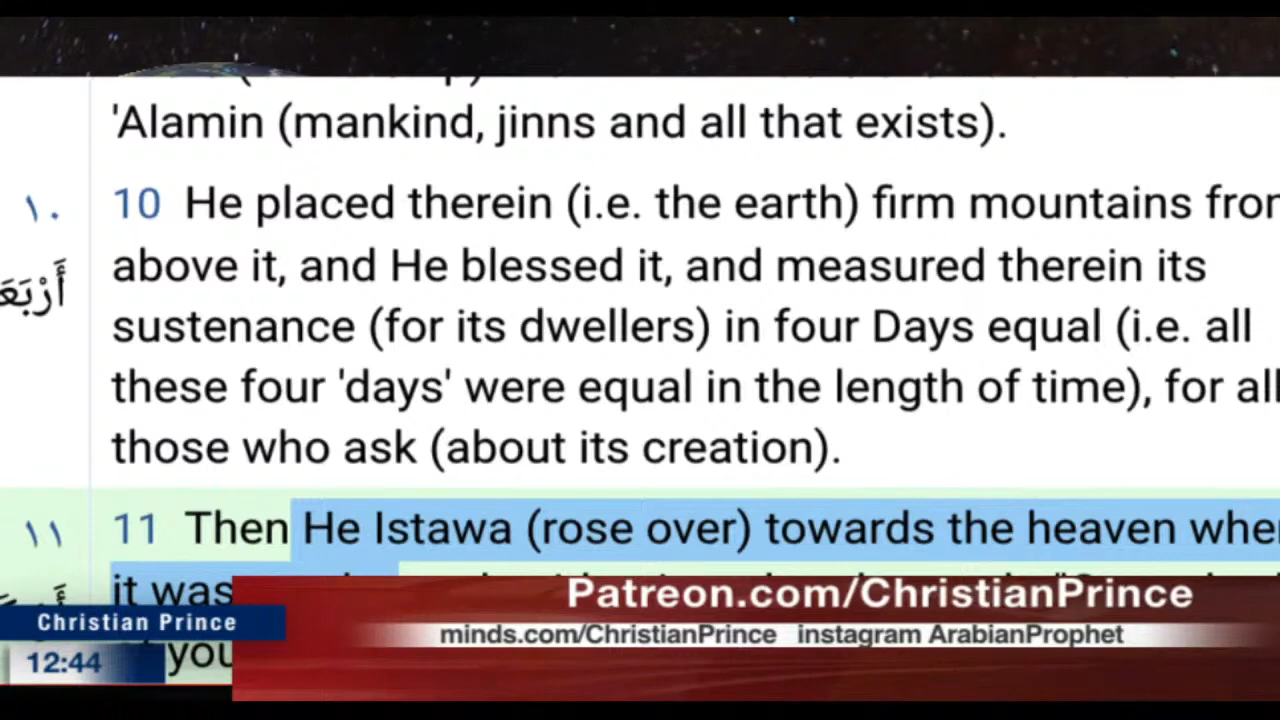 'Alamin (mankind, jinns and all that exists).
١٠
10 He placed therein (i.e. the earth) firm mountains
above it, and He blessed it, and measured therein its
sustenance (for its dwellers) in four Days equal (i.e. all
these four 'days' were equal in the length of time), for all
those who ask (about its creation).
١١
11 Then He Istawa (rose over) towards the heaven
it was
Patreon.com/ChristianPrince
Christian Prince
minds.com/ChristianPrince instagram ArabianProphet
12:44